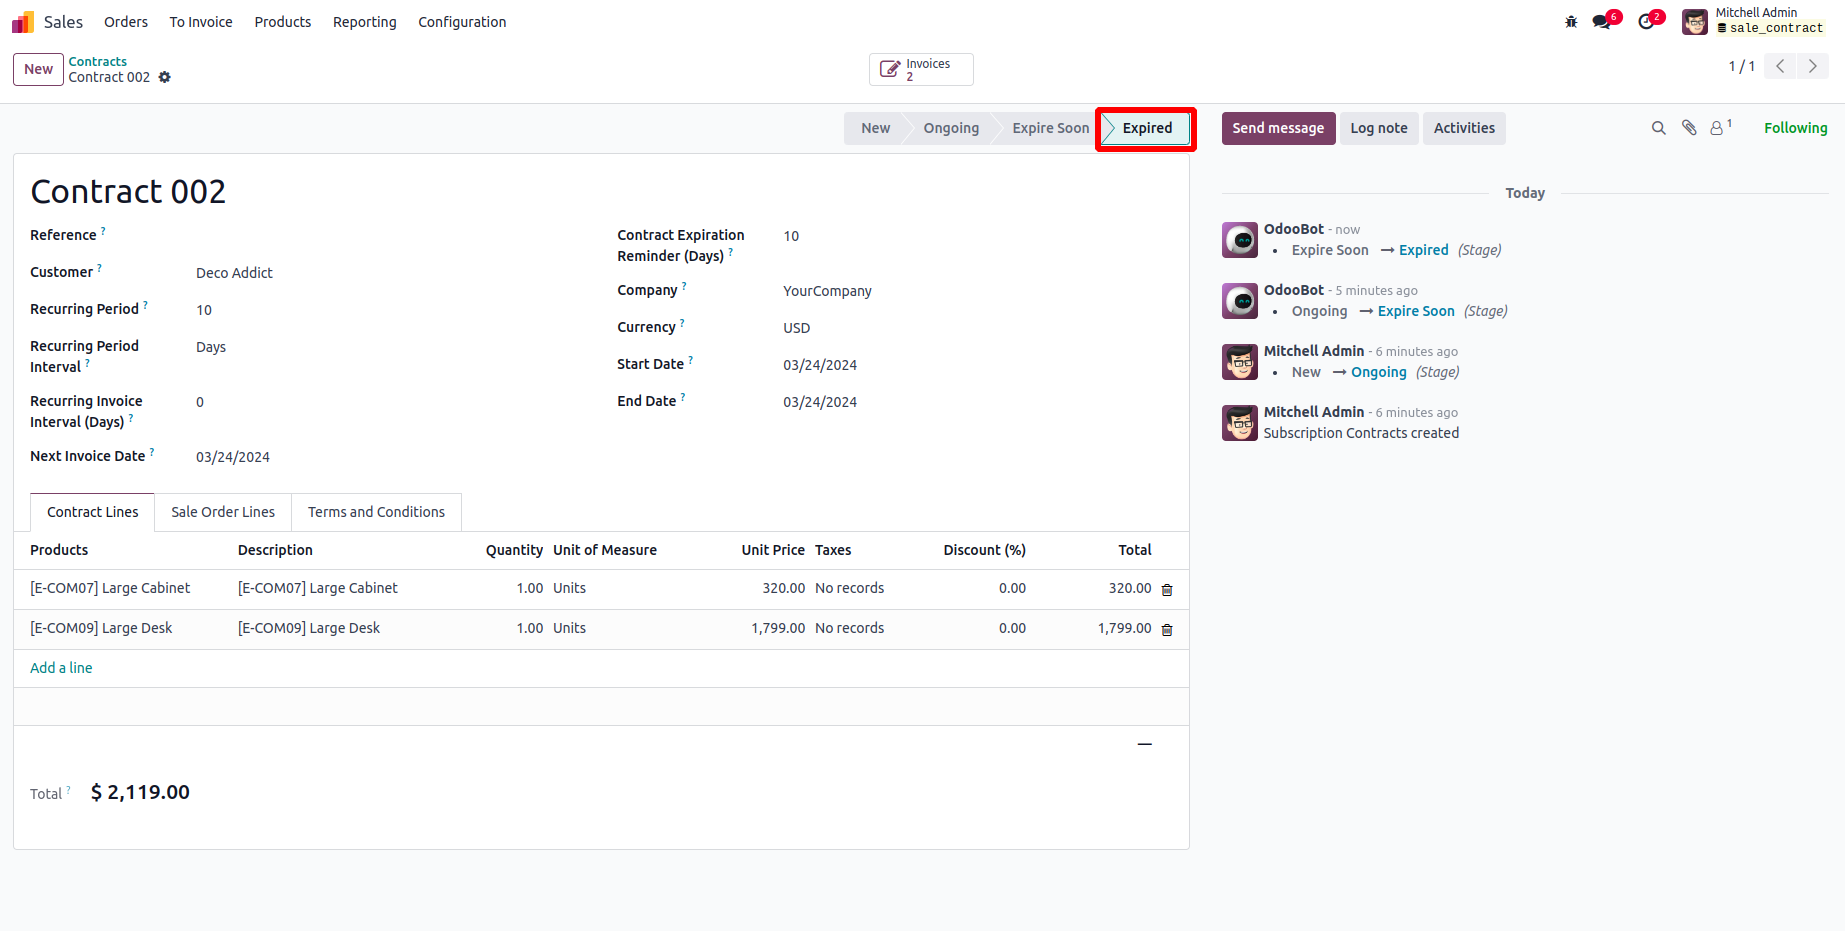 Sales Orders To Invoice Products Reporting Configuration 6 2 Mitchell Admin
sale_contract
New Contracts
Contract 002
Invoices
2
1 / 1
New Ongoing Expire Soon Expired
Send message Log note Activities 1 Following
Contract 002
Reference ?
Customer ? Deco Addict
Recurring Period ? 10
Recurring Period
Interval ? Days
Recurring Invoice
Interval (Days) ? 0
Next Invoice Date ? 03/24/2024
Contract Expiration
Reminder (Days) ? 10
Company ? YourCompany
Currency ? USD
Start Date ? 03/24/2024
End Date ? 03/24/2024
Contract Lines Sale Order Lines Terms and Conditions
Products Description Quantity Unit of Measure Unit Price Taxes Discount (%) Total
[E-COM07] Large Cabinet [E-COM07] Large Cabinet 1.00 Units 320.00 No records 0.00 320.00
[E-COM09] Large Desk [E-COM09] Large Desk 1.00 Units 1,799.00 No records 0.00 1,799.00
Add a line
Total ? $ 2,119.00
Today
OdooBot - now
• Expire Soon → Expired (Stage)
OdooBot - 5 minutes ago
• Ongoing → Expire Soon (Stage)
Mitchell Admin - 6 minutes ago
• New → Ongoing (Stage)
Mitchell Admin - 6 minutes ago
Subscription Contracts created